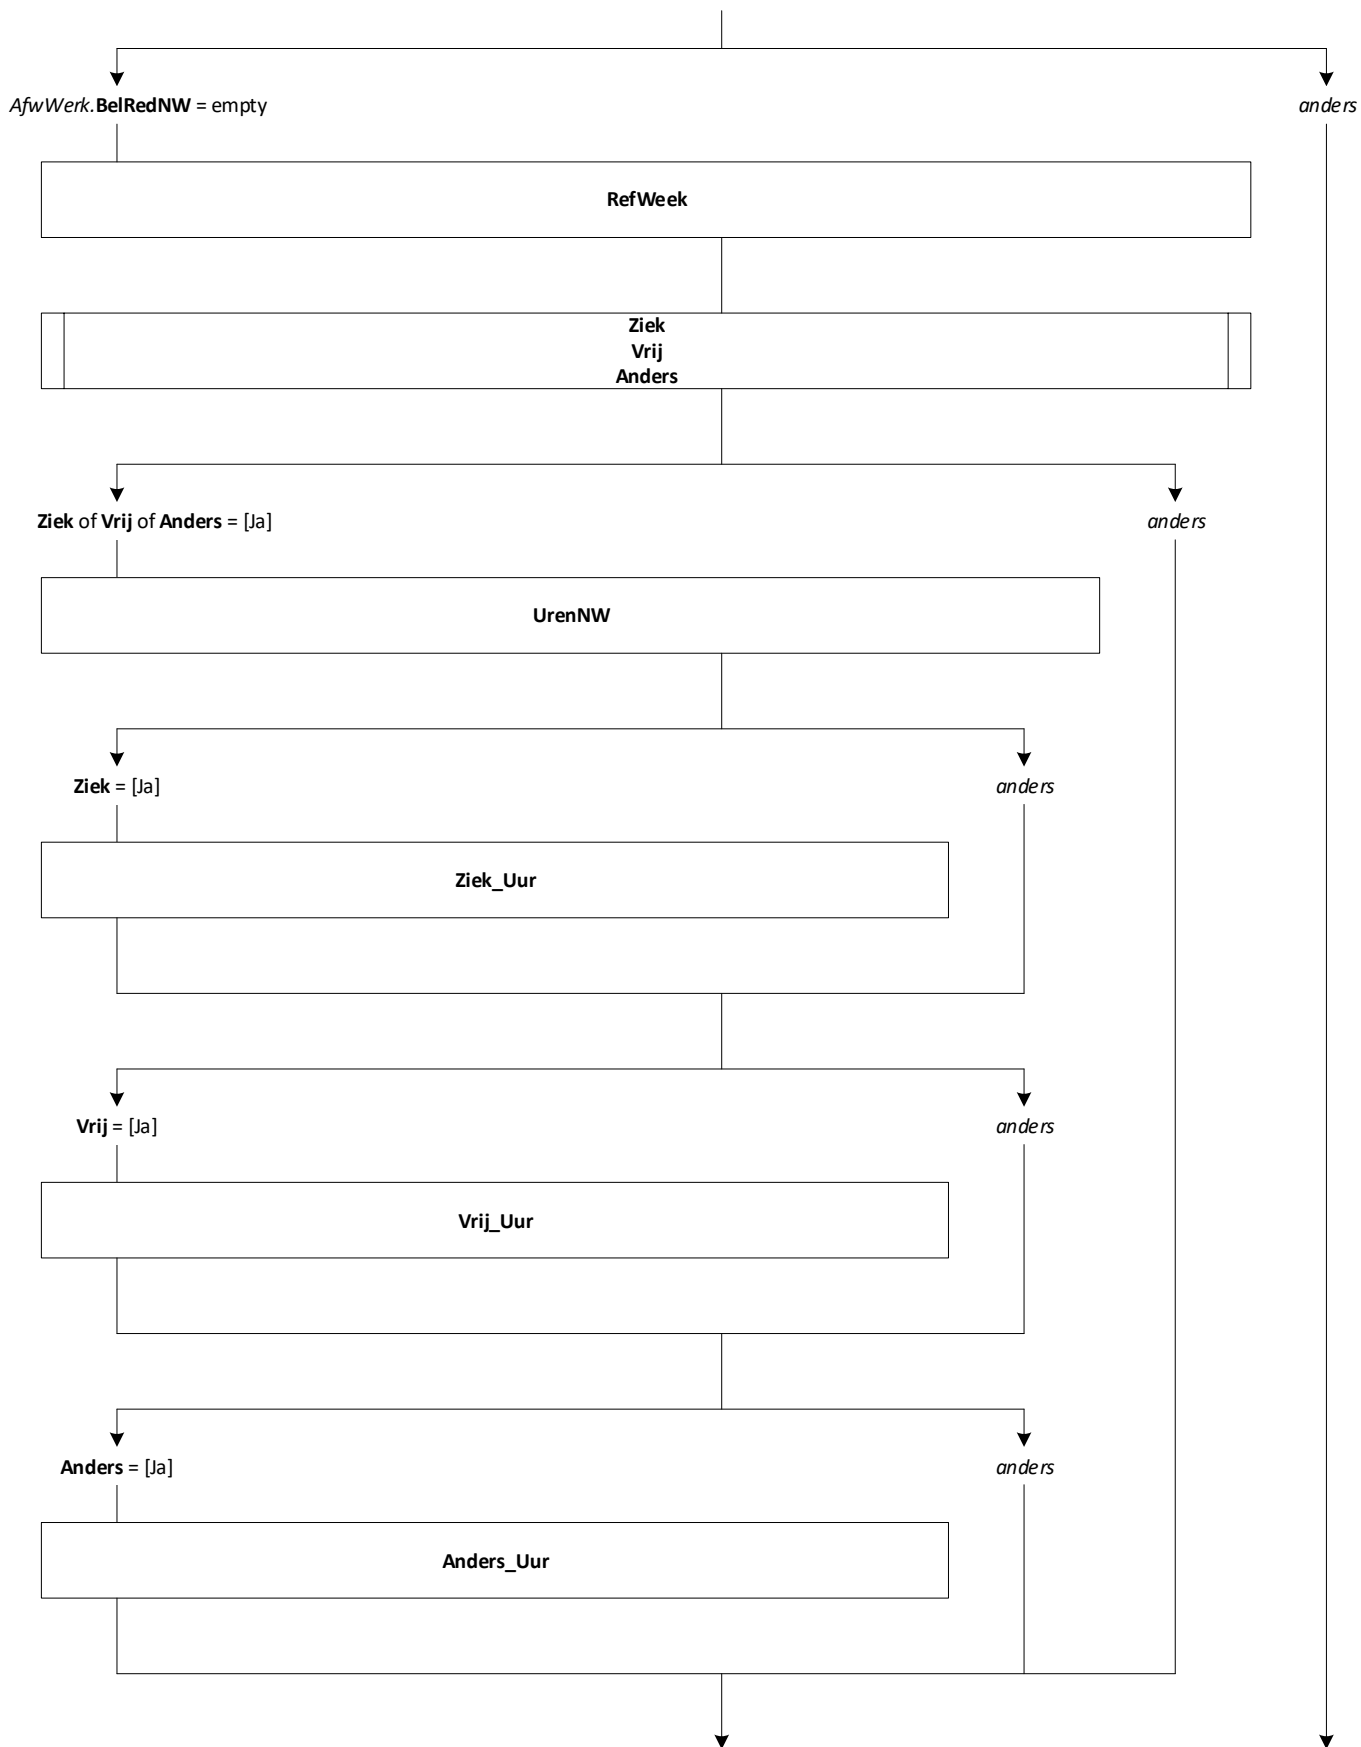 AfwWerk.BelRedNW = empty
anders
RefWeek
Ziek
Vrij
Anders
Ziek of Vrij of Anders = [Ja]
anders
UrenNW
Ziek = [Ja]
anders
Ziek_Uur
Vrij = [Ja]
anders
Vrij_Uur
Anders = [Ja]
anders
Anders_Uur